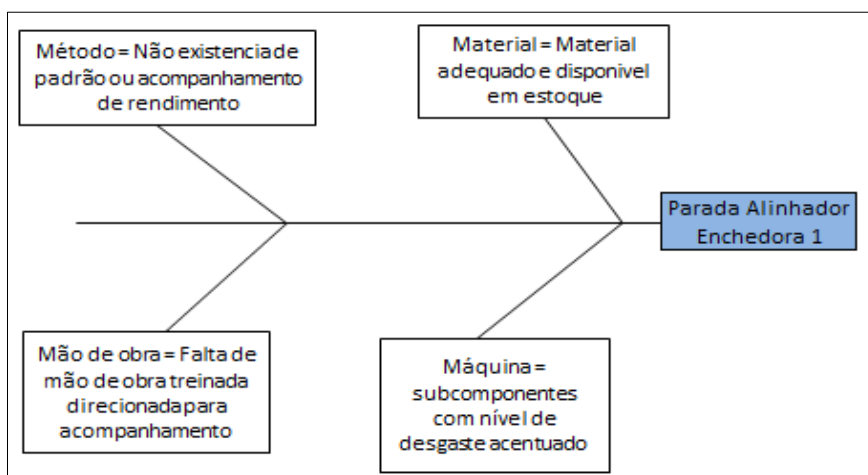 Método = Não existencia de
padrão ou acompanhamento
de rendimento
Material = Material
adequado e disponivel
em estoque
Parada Alinhador
Enchedora 1
Mão de obra = Falta de
mão de obra treinada
direcionada para
acompanhamento
Máquina =
subcomponentes
com nível de
desgaste acentuado